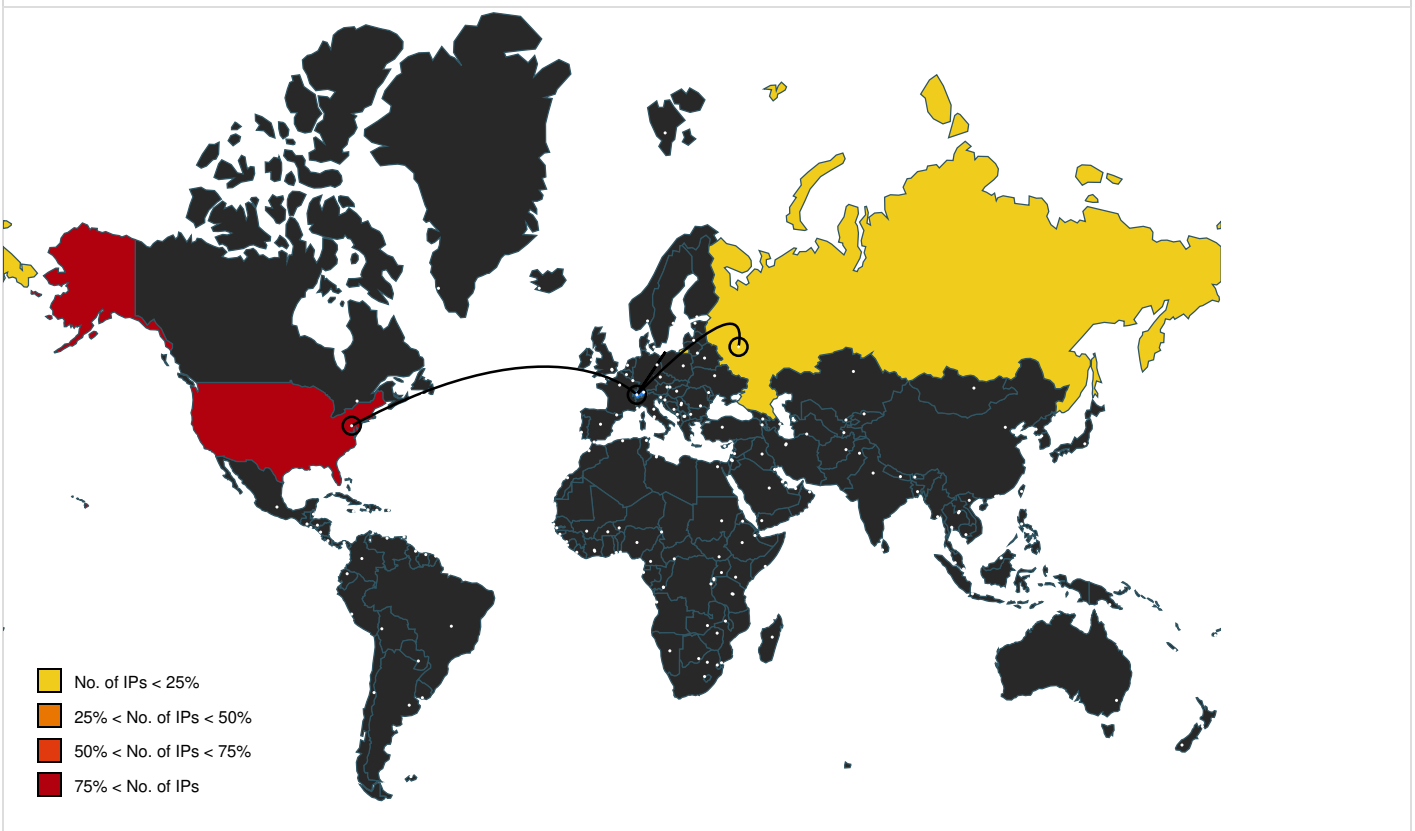 No. of IPs < 25%
25% < No. of IPs < 50%
50% < No. of IPs < 75%
75% < No. of IPs